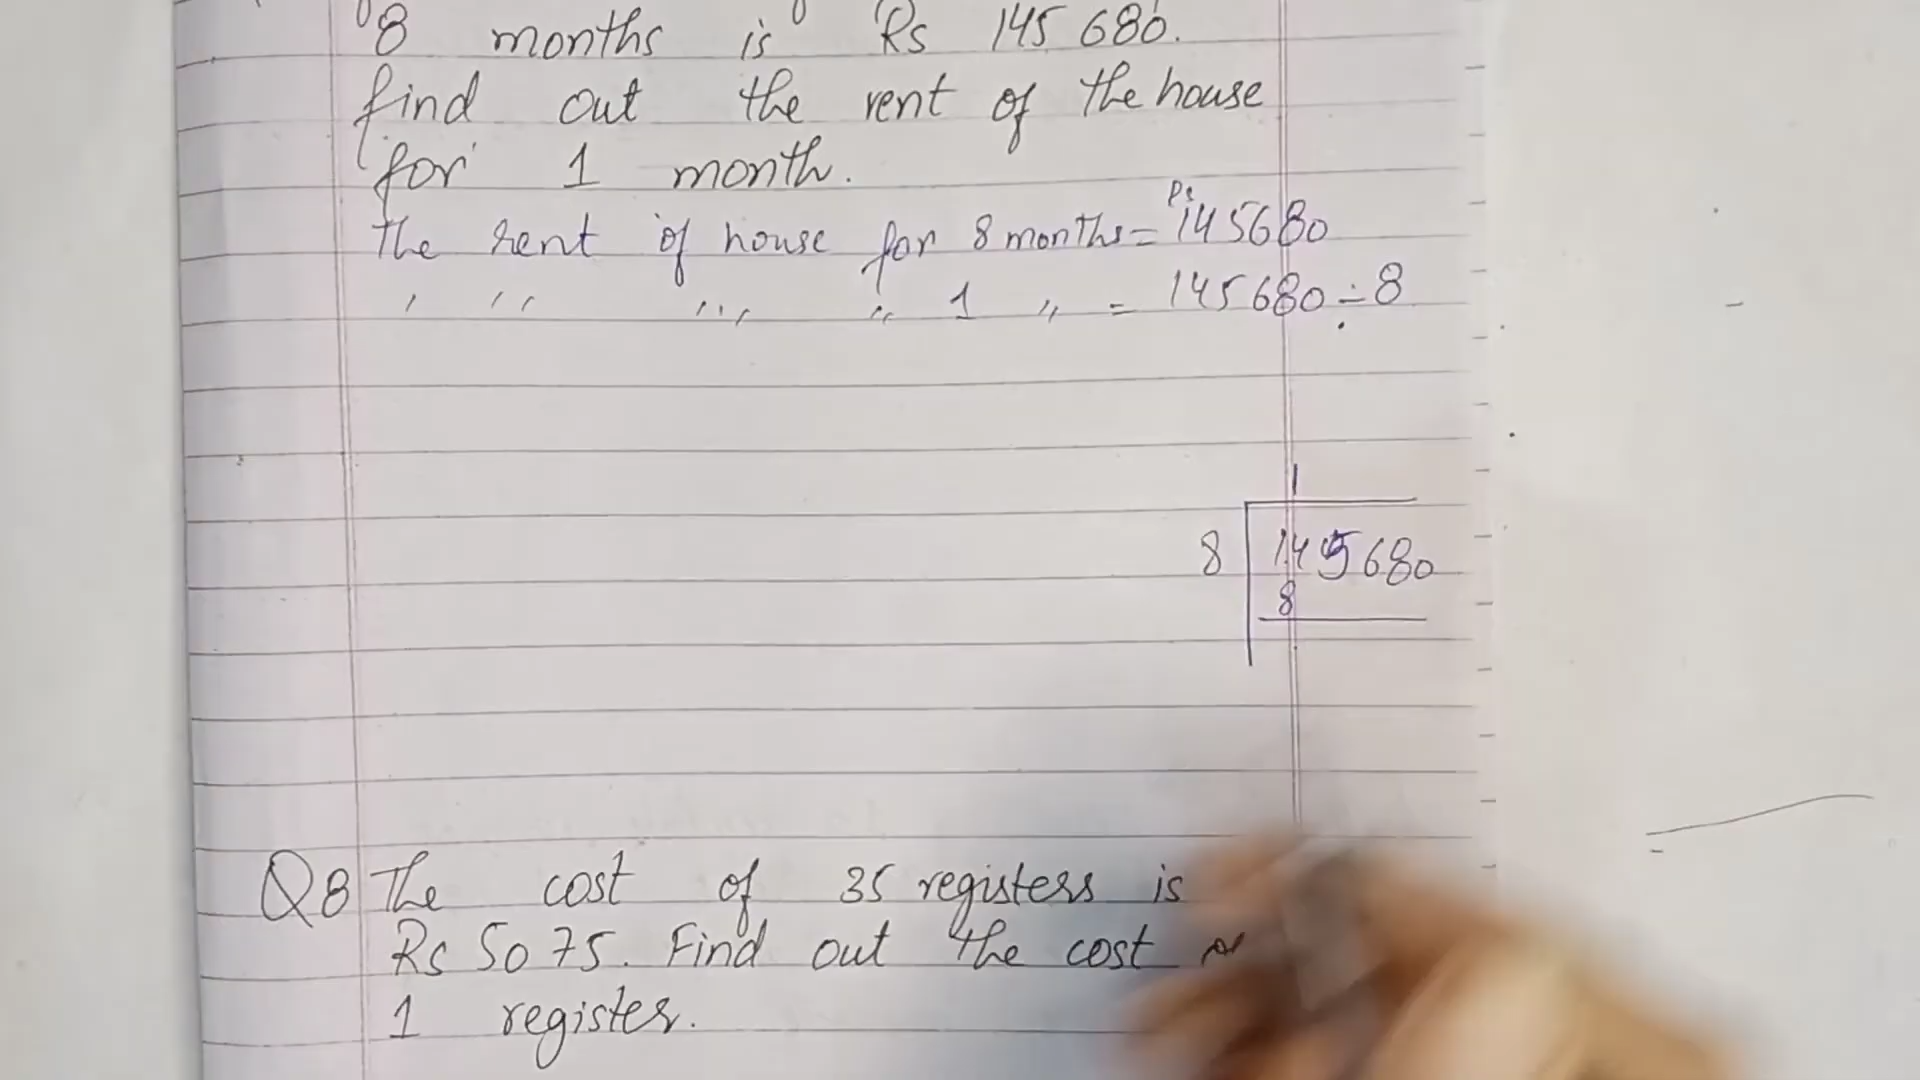 8 months is Rs 145 680.
find out the rent of the house
for 1 month.
The rent of house for 8 months = Rs 145680
" " " " 1 " = 145680 ÷ 8
1
8 145680
8
Q8 The cost of 35 registers is
Rs 5075. Find out the cost
1 register.